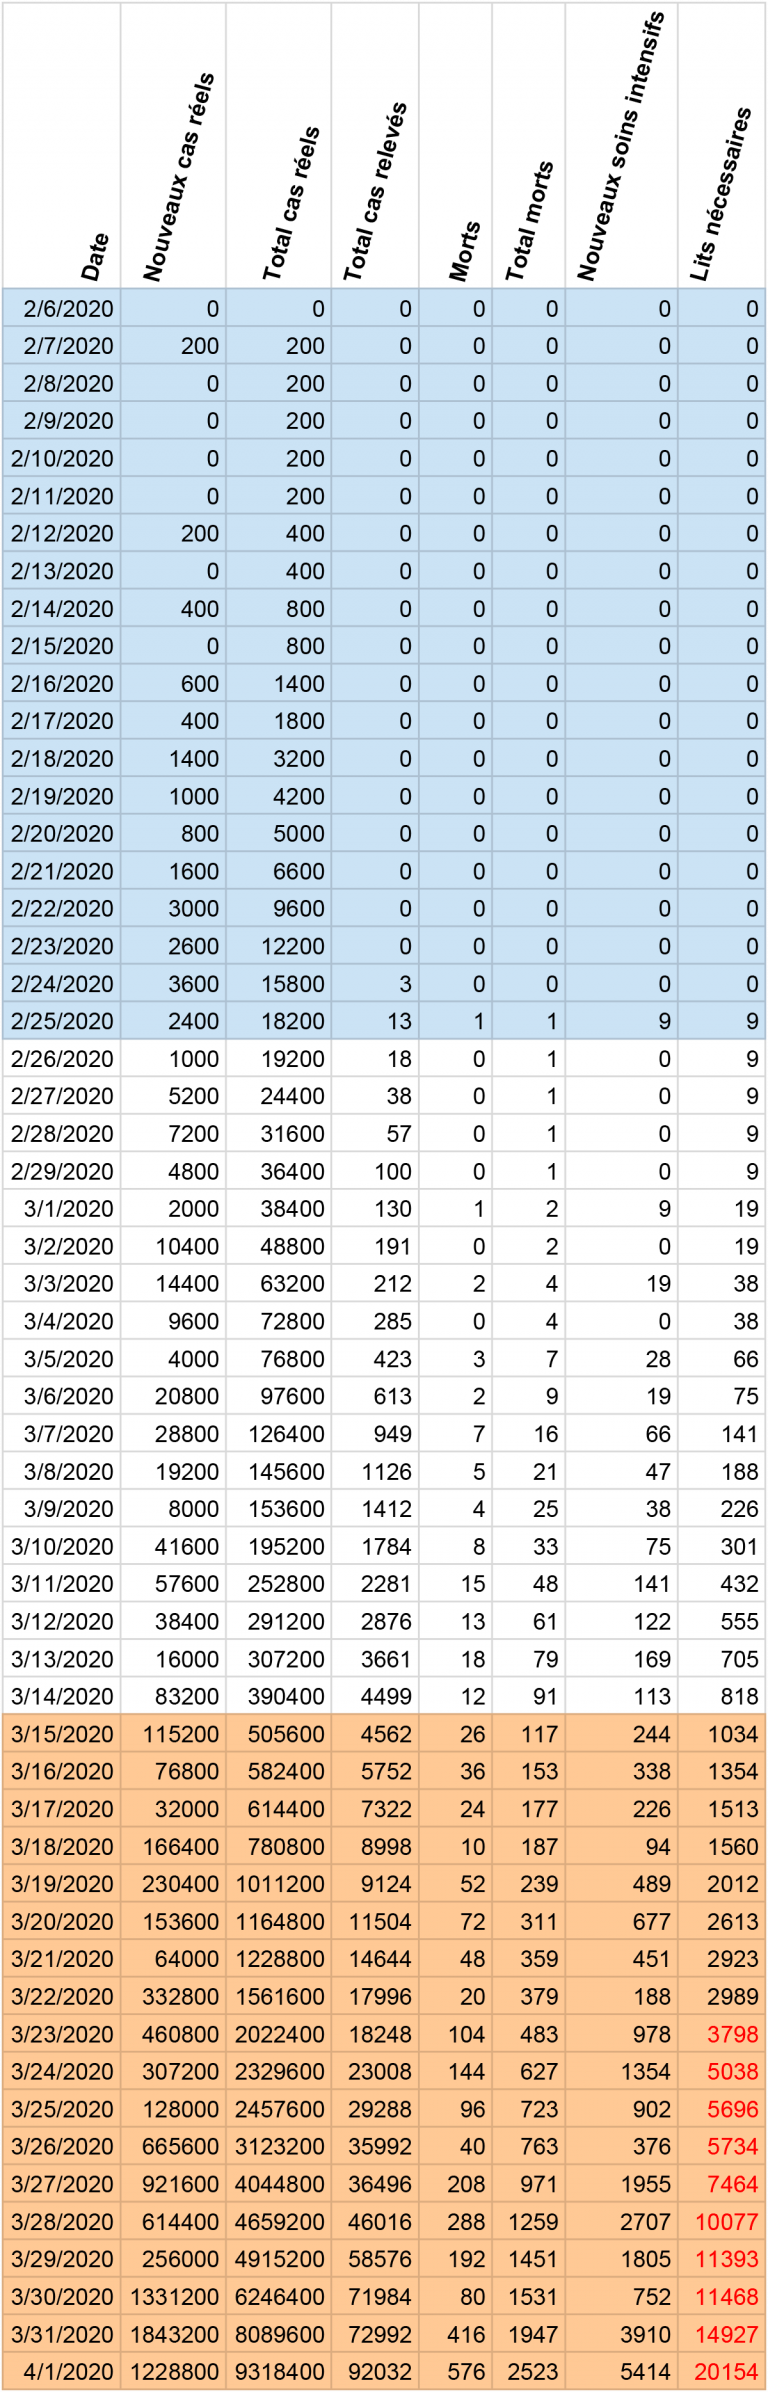 Date Nouveaux cas réels Total cas réels Total cas relevés Morts Total morts Nouveaux soins intensifs Lits nécessaires
2/6/2020 0 0 0 0 0 0 0
2/7/2020 200 200 0 0 0 0 0
2/8/2020 0 200 0 0 0 0 0
2/9/2020 0 200 0 0 0 0 0
2/10/2020 0 200 0 0 0 0 0
2/11/2020 0 200 0 0 0 0 0
2/12/2020 200 400 0 0 0 0 0
2/13/2020 0 400 0 0 0 0 0
2/14/2020 400 800 0 0 0 0 0
2/15/2020 0 800 0 0 0 0 0
2/16/2020 600 1400 0 0 0 0 0
2/17/2020 400 1800 0 0 0 0 0
2/18/2020 1400 3200 0 0 0 0 0
2/19/2020 1000 4200 0 0 0 0 0
2/20/2020 800 5000 0 0 0 0 0
2/21/2020 1600 6600 0 0 0 0 0
2/22/2020 3000 9600 0 0 0 0 0
2/23/2020 2600 12200 0 0 0 0 0
2/24/2020 3600 15800 3 0 0 0 0
2/25/2020 2400 18200 13 1 1 9 9
2/26/2020 1000 19200 18 0 1 0 9
2/27/2020 5200 24400 38 0 1 0 9
2/28/2020 7200 31600 57 0 1 0 9
2/29/2020 4800 36400 100 0 1 0 9
3/1/2020 2000 38400 130 1 2 9 19
3/2/2020 10400 48800 191 0 2 0 19
3/3/2020 14400 63200 212 2 4 19 38
3/4/2020 9600 72800 285 0 4 0 38
3/5/2020 4000 76800 423 3 7 28 66
3/6/2020 20800 97600 613 2 9 19 75
3/7/2020 28800 126400 949 7 16 66 141
3/8/2020 19200 145600 1126 5 21 47 188
3/9/2020 8000 153600 1412 4 25 38 226
3/10/2020 41600 195200 1784 8 33 75 301
3/11/2020 57600 252800 2281 15 48 141 432
3/12/2020 38400 291200 2876 13 61 122 555
3/13/2020 16000 307200 3661 18 79 169 705
3/14/2020 83200 390400 4499 12 91 113 818
3/15/2020 115200 505600 4562 26 117 244 1034
3/16/2020 76800 582400 5752 36 153 338 1354
3/17/2020 32000 614400 7322 24 177 226 1513
3/18/2020 166400 780800 8998 10 187 94 1560
3/19/2020 230400 1011200 9124 52 239 489 2012
3/20/2020 153600 1164800 11504 72 311 677 2613
3/21/2020 64000 1228800 14644 48 359 451 2923
3/22/2020 332800 1561600 17996 20 379 188 2989
3/23/2020 460800 2022400 18248 104 483 978 3798
3/24/2020 307200 2329600 23008 144 627 1354 5038
3/25/2020 128000 2457600 29288 96 723 902 5696
3/26/2020 665600 3123200 35992 40 763 376 5734
3/27/2020 921600 4044800 36496 208 971 1955 7464
3/28/2020 614400 4659200 46016 288 1259 2707 10077
3/29/2020 256000 4915200 58576 192 1451 1805 11393
3/30/2020 1331200 6246400 71984 80 1531 752 11468
3/31/2020 1843200 8089600 72992 416 1947 3910 14927
4/1/2020 1228800 9318400 92032 576 2523 5414 20154